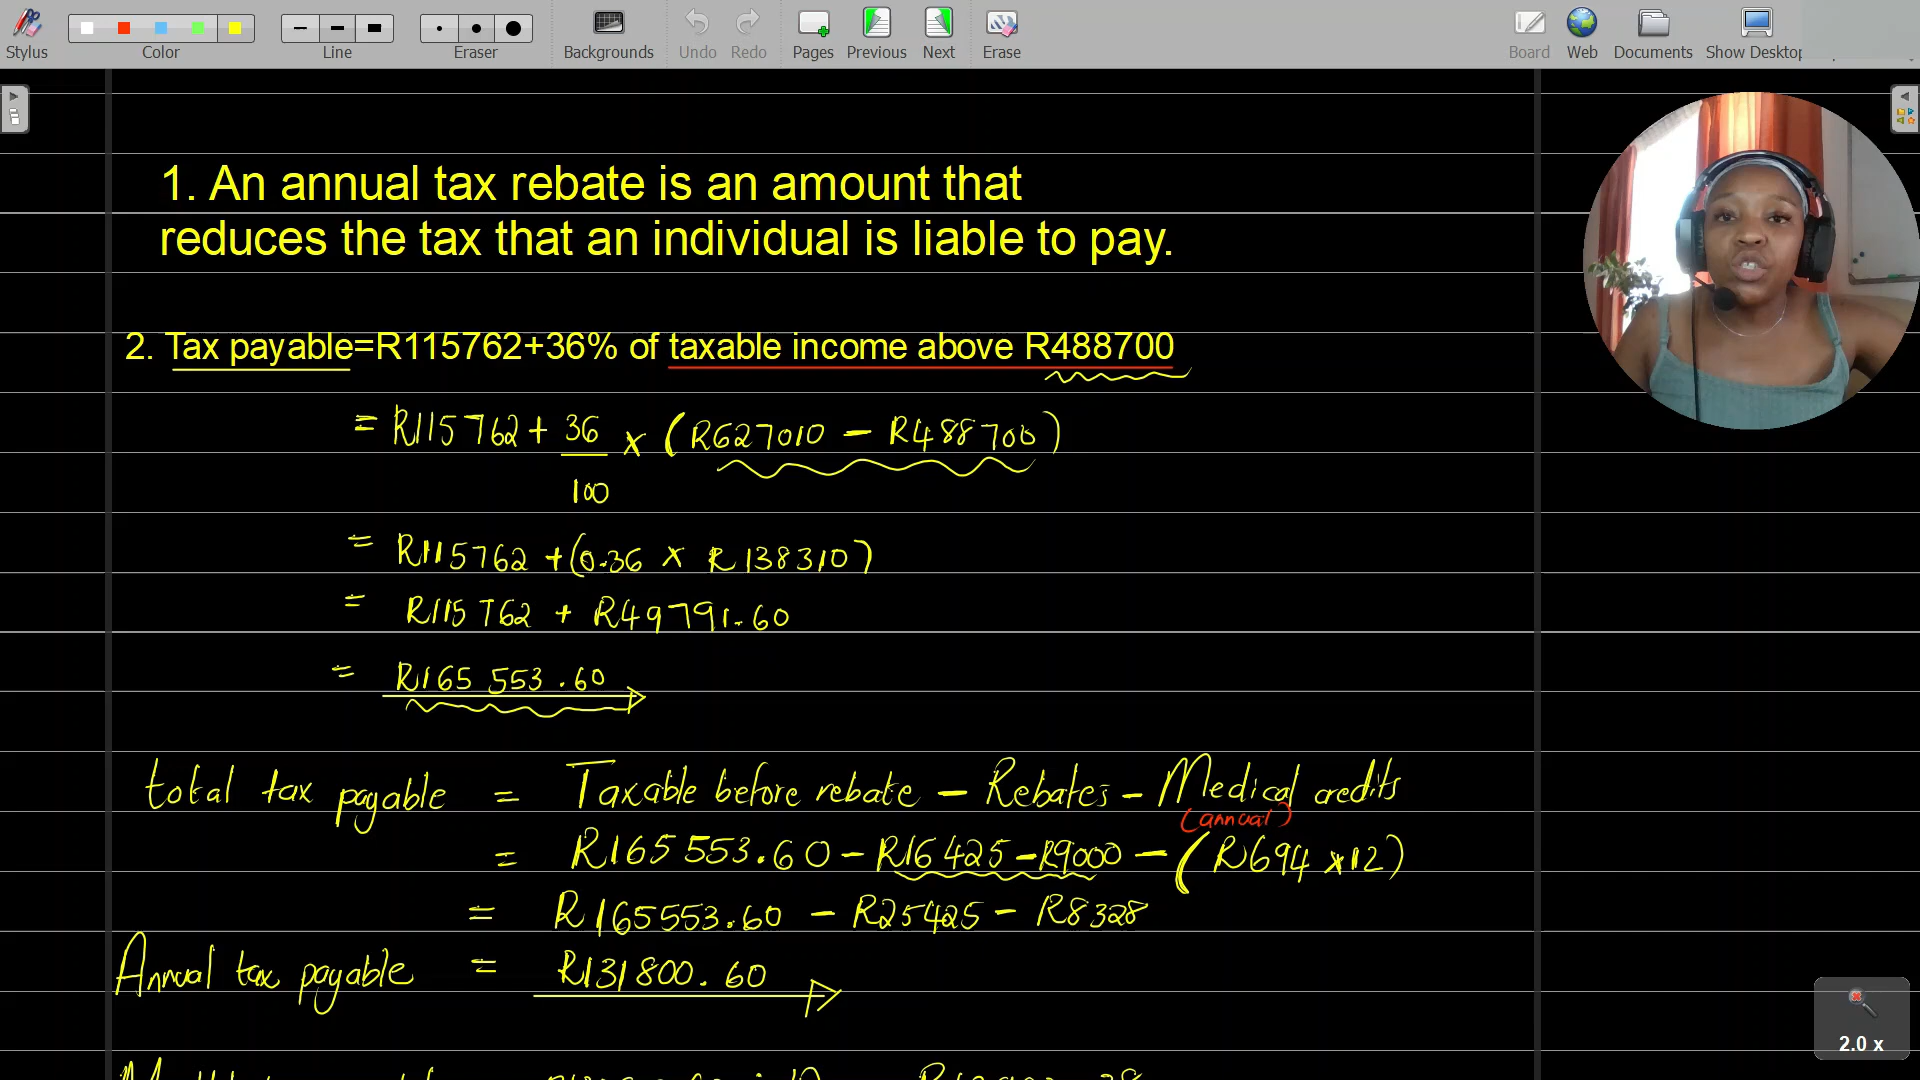 Stylus Color Line Eraser Backgrounds Undo Redo Pages Previous Next Erase Board Web Documents Show Desktop
1. An annual tax rebate is an amount that
reduces the tax that an individual is liable to pay.
2. Tax payable=R115762+36% of taxable income above R488700
= R115762 + 36/100 × (R627010 - R488700)
= R115762 + (0.36 × R138310)
= R115762 + R49791.60
= R165 553.60
total tax payable = Taxable before rebate - Rebates - Medical credits
(annual)
= R165 553.60 - R16425 - R9000 - (R694 × 12)
= R165553.60 - R25425 - R8328
Annual tax payable = R131800.60
2.0 x